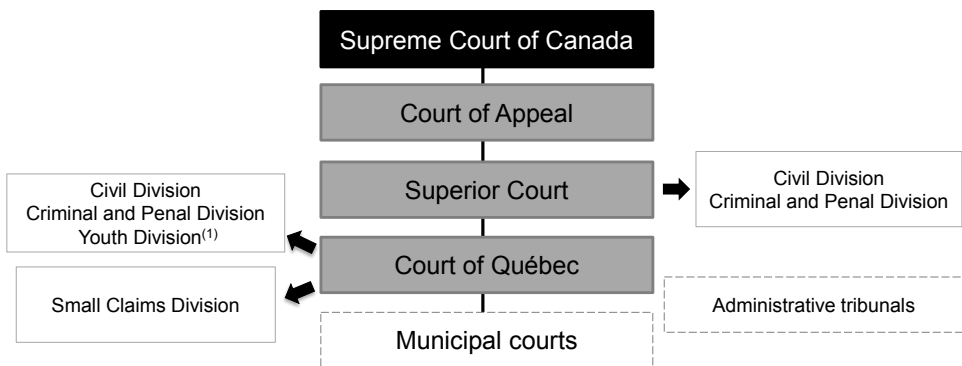 Supreme Court of Canada
Court of Appeal
Superior Court
Civil Division
Criminal and Penal Division
Civil Division
Criminal and Penal Division
Youth Division(1)
Court of Québec
Small Claims Division
Administrative tribunals
Municipal courts